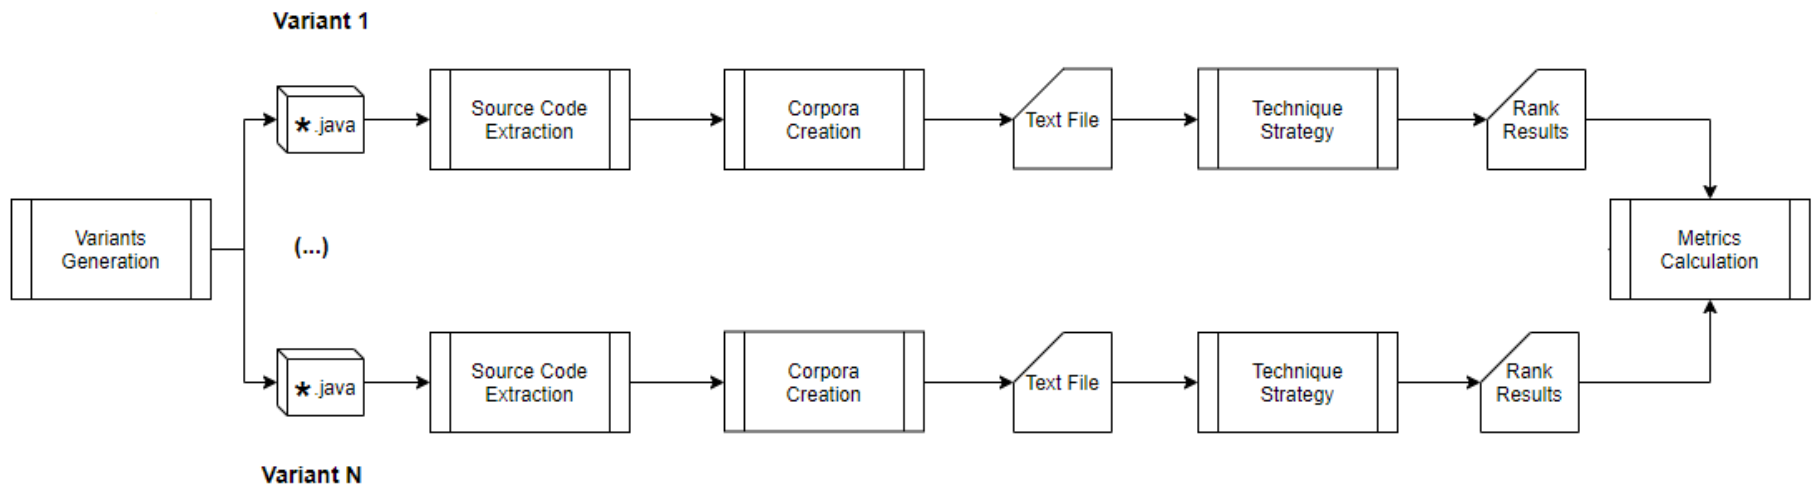 Variant 1
*.java
Source Code
Extraction
Corpora
Creation
Text File
Technique
Strategy
Rank
Results
Variants
Generation
(...)
Metrics
Calculation
*.java
Source Code
Extraction
Corpora
Creation
Text File
Technique
Strategy
Rank
Results
Variant N